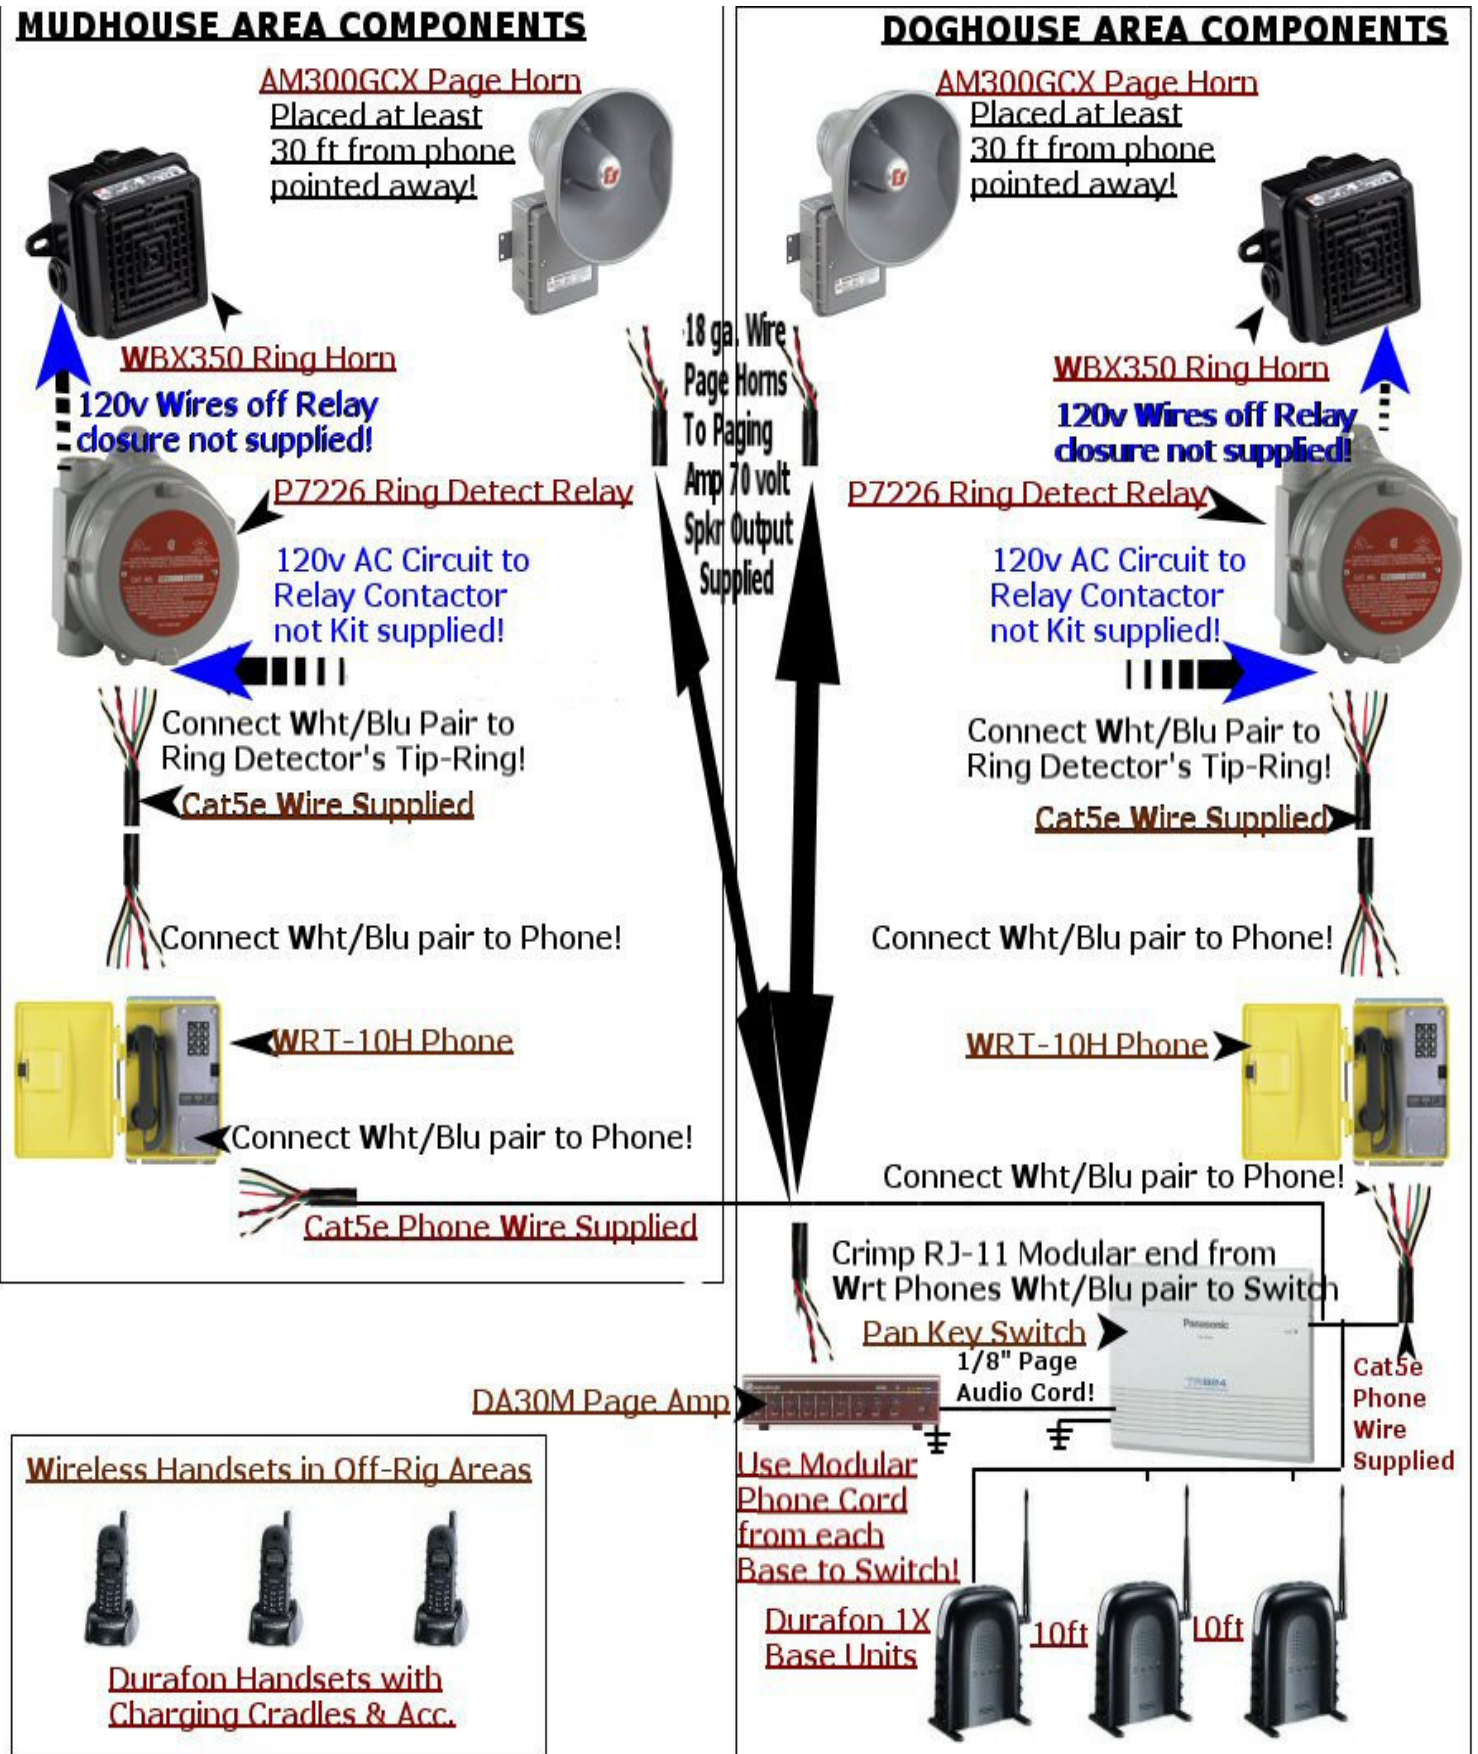 MUDHOUSE AREA COMPONENTS
AM300GCX Page Horn
Placed at least
30 ft from phone
pointed away!
WBX350 Ring Horn
120v Wires off Relay
closure not supplied!
P7226 Ring Detect Relay
120v AC Circuit to
Relay Contactor
not Kit supplied!
Connect Wht/Blu Pair to
Ring Detector's Tip-Ring!
Cat5e Wire Supplied
Connect Wht/Blu pair to Phone!
WRT-10H Phone
Connect Wht/Blu pair to Phone!
Cat5e Phone Wire Supplied
18 ga. Wire
Page Horns
To Paging
Amp 70 volt
Spkr Output
Supplied
DOGHOUSE AREA COMPONENTS
AM300GCX Page Horn
Placed at least
30 ft from phone
pointed away!
WBX350 Ring Horn
120v Wires off Relay
closure not supplied!
P7226 Ring Detect Relay
120v AC Circuit to
Relay Contactor
not Kit supplied!
Connect Wht/Blu Pair to
Ring Detector's Tip-Ring!
Cat5e Wire Supplied
Connect Wht/Blu pair to Phone!
WRT-10H Phone
Connect Wht/Blu pair to Phone!
Crimp RJ-11 Modular end from
Wrt Phones Wht/Blu pair to Switch
Pan Key Switch
Panasonic
1/8" Page
Audio Cord!
Cat5e
Phone
Wire
Supplied
DA30M Page Amp
Use Modular
Phone Cord
from each
Base to Switch!
Durafon 1X
Base Units
10ft
10ft
Wireless Handsets in Off-Rig Areas
Durafon Handsets with
Charging Cradles & Acc.